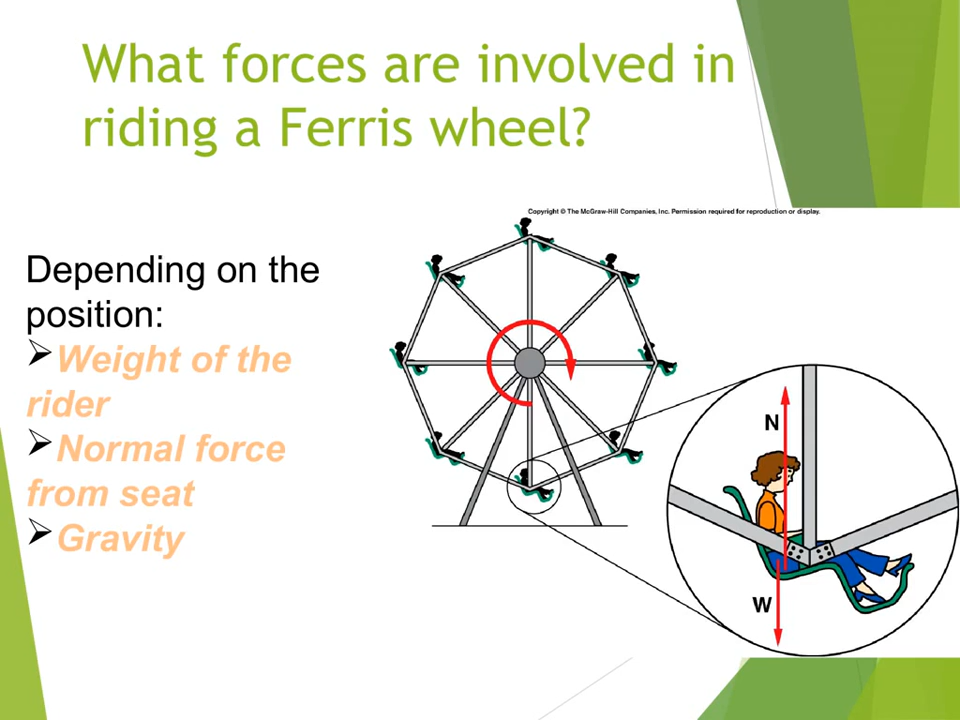 What forces are involved in
riding a Ferris wheel?
Copyright © The McGraw-Hill Companies, Inc. Permission required for reproduction or display.
Depending on the
position:
➢Weight of the
rider
➢Normal force
from seat
➢Gravity
N
W